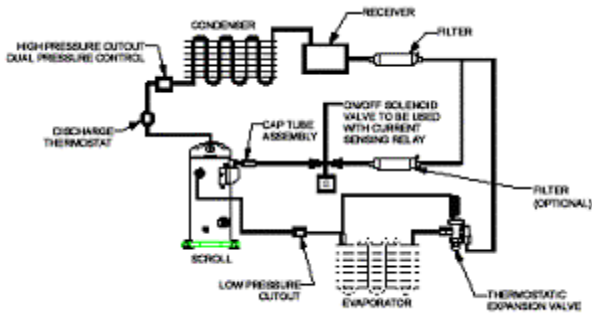 RECEIVER
CONDENSER
FILTER
HIGH PRESSURE CUTOUT
DUAL PRESSURE CONTROL
ON/OFF SOLENOID
VALVE TO BE USED
WITH CURRENT
SENSING RELAY
CAP TUBE
ASSEMBLY
DISCHARGE
THERMOSTAT
FILTER
(OPTIONAL)
SCROLL
LOW PRESSURE
CUTOUT
EVAPORATOR
THERMOSTATIC
EXPANSION VALVE